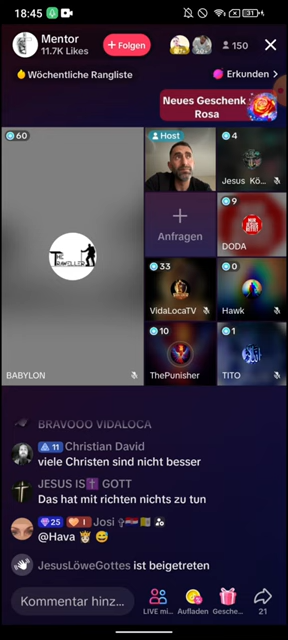 18:45
Mentor
11.7K Likes
+ Folgen
150
Wöchentliche Rangliste
Erkunden >
Neues Geschenk
Rosa
60
Host
4
Jesus Kö...
Anfragen
9
DODA
33
VidaLocaTV
0
Hawk
THE
TRAVELLER
BABYLON
10
ThePunisher
1
TITO
BRAVOOO VIDALOCA
11 Christian David
viele Christen sind nicht besser
JESUS IS GOTT
Das hat mit richten nichts zu tun
25 1 Josi
@Hava
JesusLöweGottes ist beigetreten
Kommentar hinz...
LIVE mi...
Aufladen
Gesche...
21